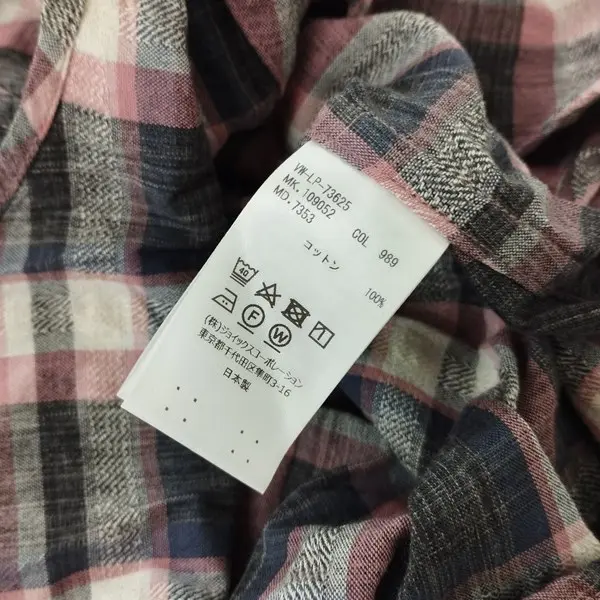 VW-LP-73625
MK.109052
MD.7353 COL 989
コットン 100%
40
F W
(株)ジョイックスコーポレーション
東京都千代田区隼町3-16
日本製